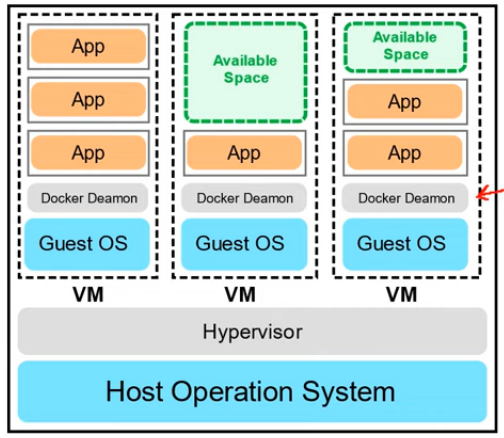 App
App
App
Docker Deamon
Guest OS
VM
Available
Space
App
Docker Deamon
Guest OS
VM
Available
Space
App
App
Docker Deamon
Guest OS
VM
Hypervisor
Host Operation System